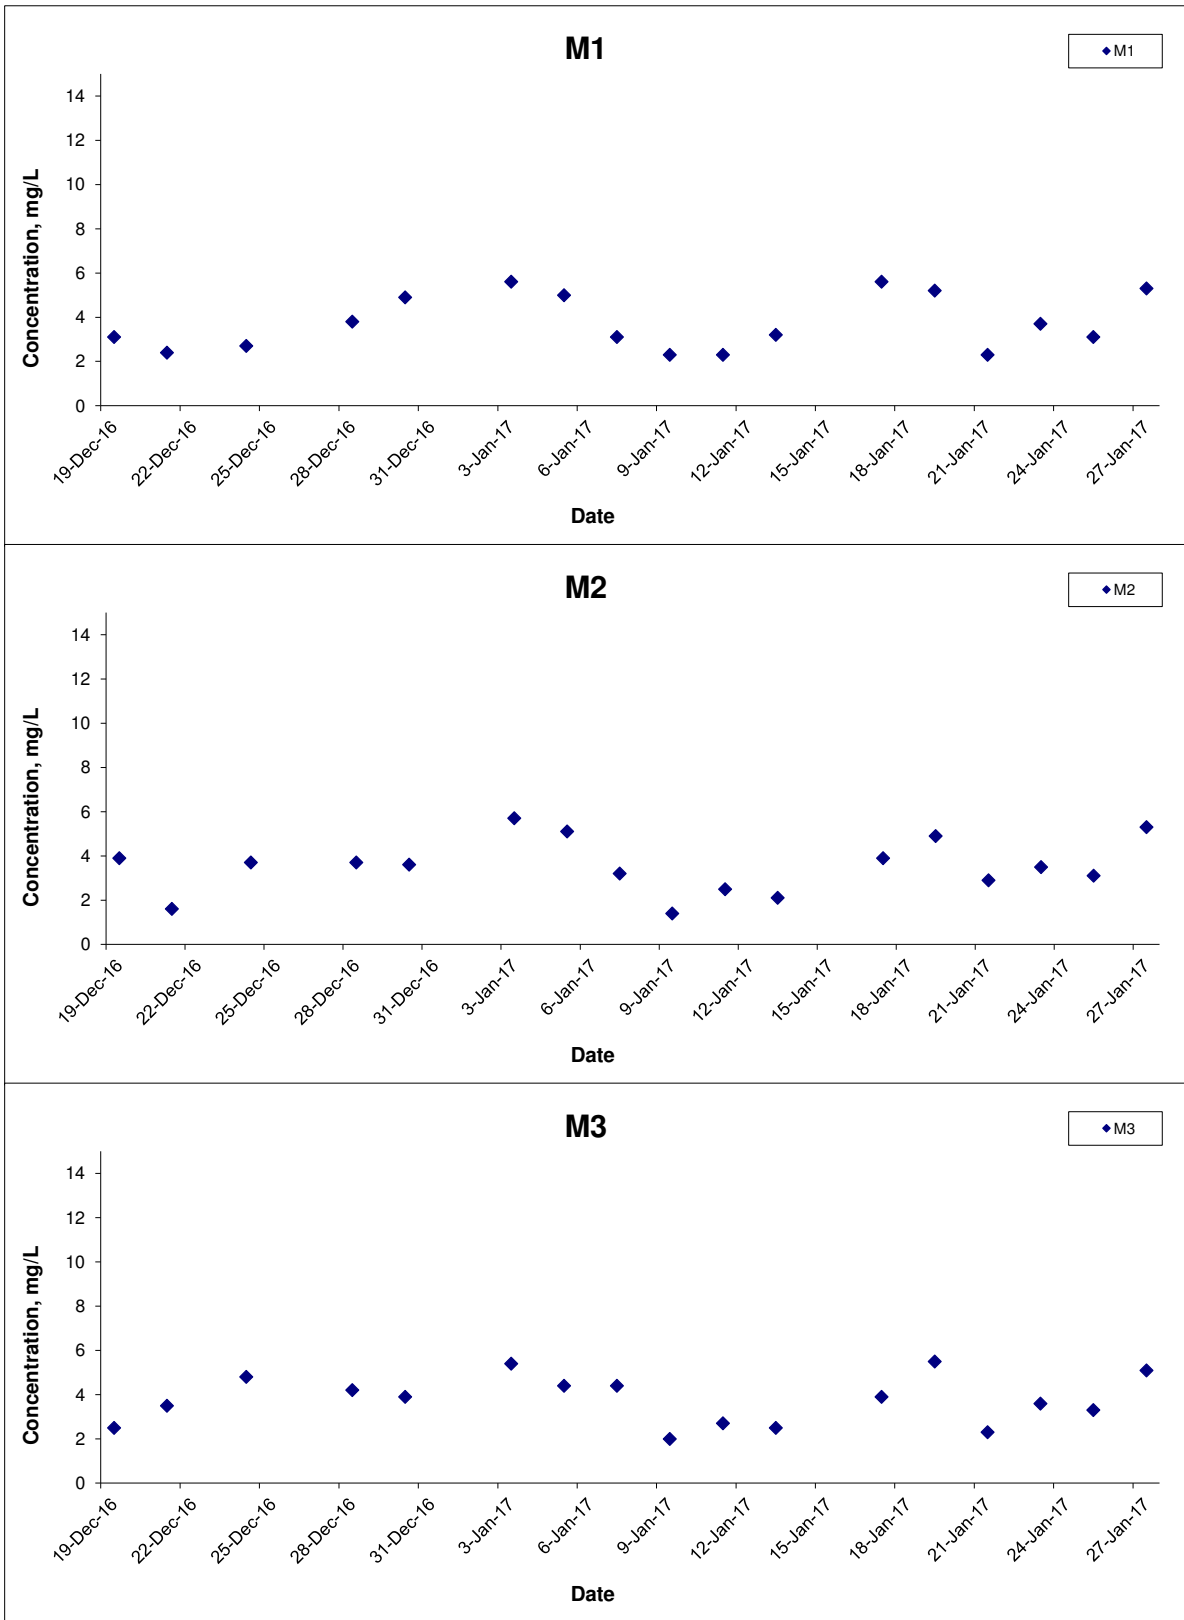 M1
M1
14
12
10
8
6
4
2
0
Concentration, mg/L
19-Dec-16 22-Dec-16 25-Dec-16 28-Dec-16 31-Dec-16 3-Jan-17 6-Jan-17 9-Jan-17 12-Jan-17 15-Jan-17 18-Jan-17 21-Jan-17 24-Jan-17 27-Jan-17
Date
M2
M2
14
12
10
8
6
4
2
0
Concentration, mg/L
19-Dec-16 22-Dec-16 25-Dec-16 28-Dec-16 31-Dec-16 3-Jan-17 6-Jan-17 9-Jan-17 12-Jan-17 15-Jan-17 18-Jan-17 21-Jan-17 24-Jan-17 27-Jan-17
Date
M3
M3
14
12
10
8
6
4
2
0
Concentration, mg/L
19-Dec-16 22-Dec-16 25-Dec-16 28-Dec-16 31-Dec-16 3-Jan-17 6-Jan-17 9-Jan-17 12-Jan-17 15-Jan-17 18-Jan-17 21-Jan-17 24-Jan-17 27-Jan-17
Date